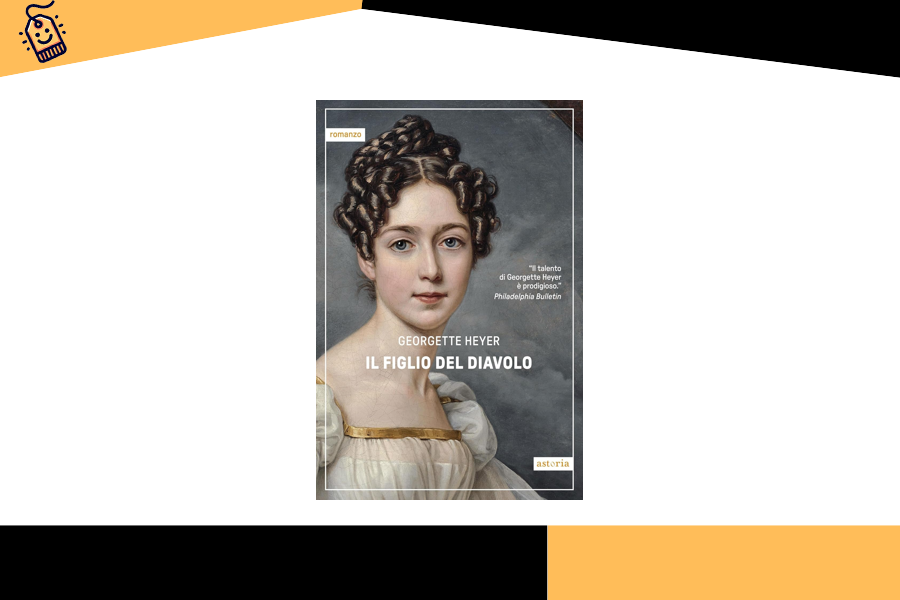 romanzo
“Il talento
di Georgette Heyer
è prodigioso.”
Philadelphia Bulletin
GEORGETTE HEYER
IL FIGLIO DEL DIAVOLO
astoria